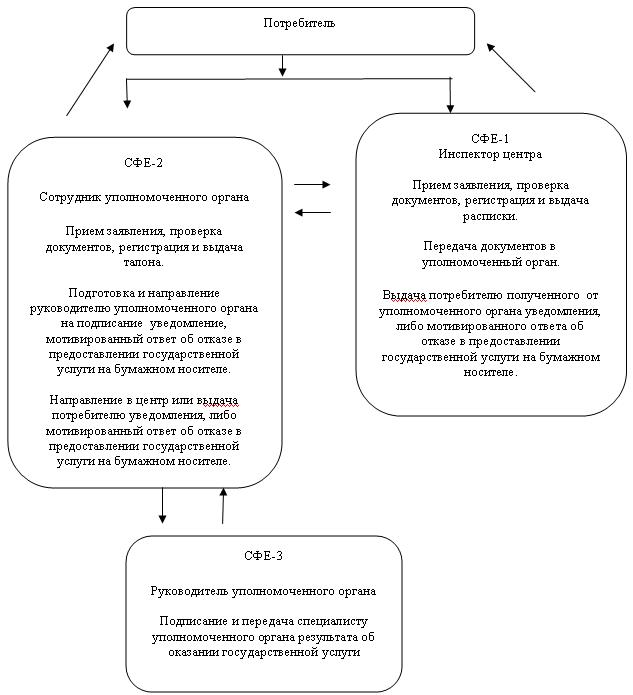 Потребитель
СФЕ-1
Инспектор центра
Прием заявления, проверка
документов, регистрация и выдача
расписки.
Передача документов в
уполномоченный орган.
Выдача потребителю полученного от
уполномоченного органа уведомления,
либо мотивированного ответа об
отказе в предоставлении
государственной услуги на бумажном
носителе.
СФЕ-2
Сотрудник уполномоченного органа
Прием заявления, проверка
документов, регистрация и выдача
талона.
Подготовка и направление
руководителю уполномоченного органа
на подписание уведомление,
мотивированный ответ об отказе в
предоставлении государственной
услуги на бумажном носителе.
Направление в центр или выдача
потребителю уведомления, либо
мотивированный ответ об отказе в
предоставлении государственной
услуги на бумажном носителе.
СФЕ-3
Руководитель уполномоченного органа
Подписание и передача специалисту
уполномоченного органа результата об
оказании государственной услуги